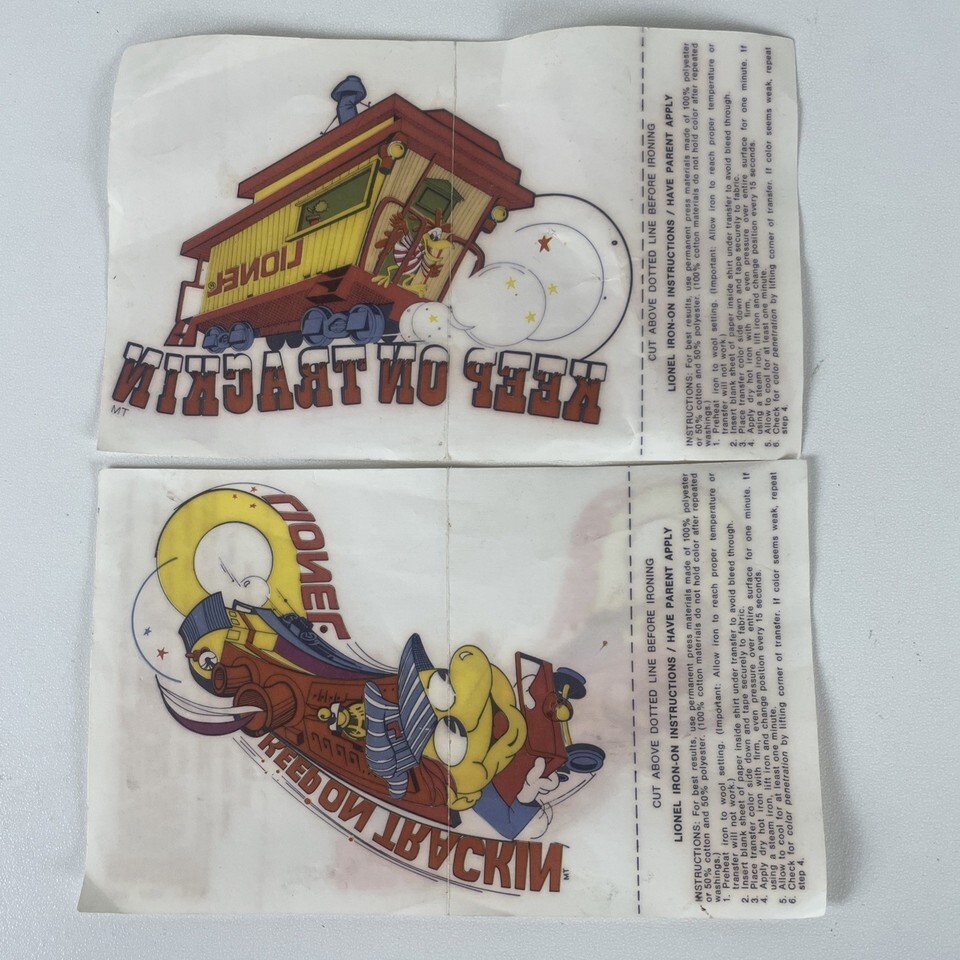 LIONEL®
KEEP ON TRACKIN
MT
CUT ABOVE DOTTED LINE BEFORE IRONING
LIONEL IRON-ON INSTRUCTIONS / HAVE PARENT APPLY
INSTRUCTIONS: For best results, use permanent press materials made of 100% polyester
or 50% cotton and 50% polyester. (100% cotton materials do not hold color after repeated
washings.)
1. Preheat iron to wool setting. (Important: Allow iron to reach proper temperature or
transfer will not work.)
2. Insert blank sheet of paper inside shirt under transfer to avoid bleed through.
3. Place transfer color side down and tape securely to fabric.
4. Apply dry hot iron with firm, even pressure over entire surface for one minute. If
using a steam iron, lift iron and change position every 15 seconds.
5. Allow to cool for at least one minute.
6. Check for color penetration by lifting corner of transfer. If color seems weak, repeat
step 4.
LIONEL
KEEP ON TRACKIN
MT
CUT ABOVE DOTTED LINE BEFORE IRONING
LIONEL IRON-ON INSTRUCTIONS / HAVE PARENT APPLY
INSTRUCTIONS: For best results, use permanent press materials made of 100% polyester
or 50% cotton and 50% polyester. (100% cotton materials do not hold color after repeated
washings.)
1. Preheat iron to wool setting. (Important: Allow iron to reach proper temperature or
transfer will not work.)
2. Insert blank sheet of paper inside shirt under transfer to avoid bleed through.
3. Place transfer color side down and tape securely to fabric.
4. Apply dry hot iron with firm, even pressure over entire surface for one minute. If
using a steam iron, lift iron and change position every 15 seconds.
5. Allow to cool for at least one minute.
6. Check for color penetration by lifting corner of transfer. If color seems weak, repeat
step 4.